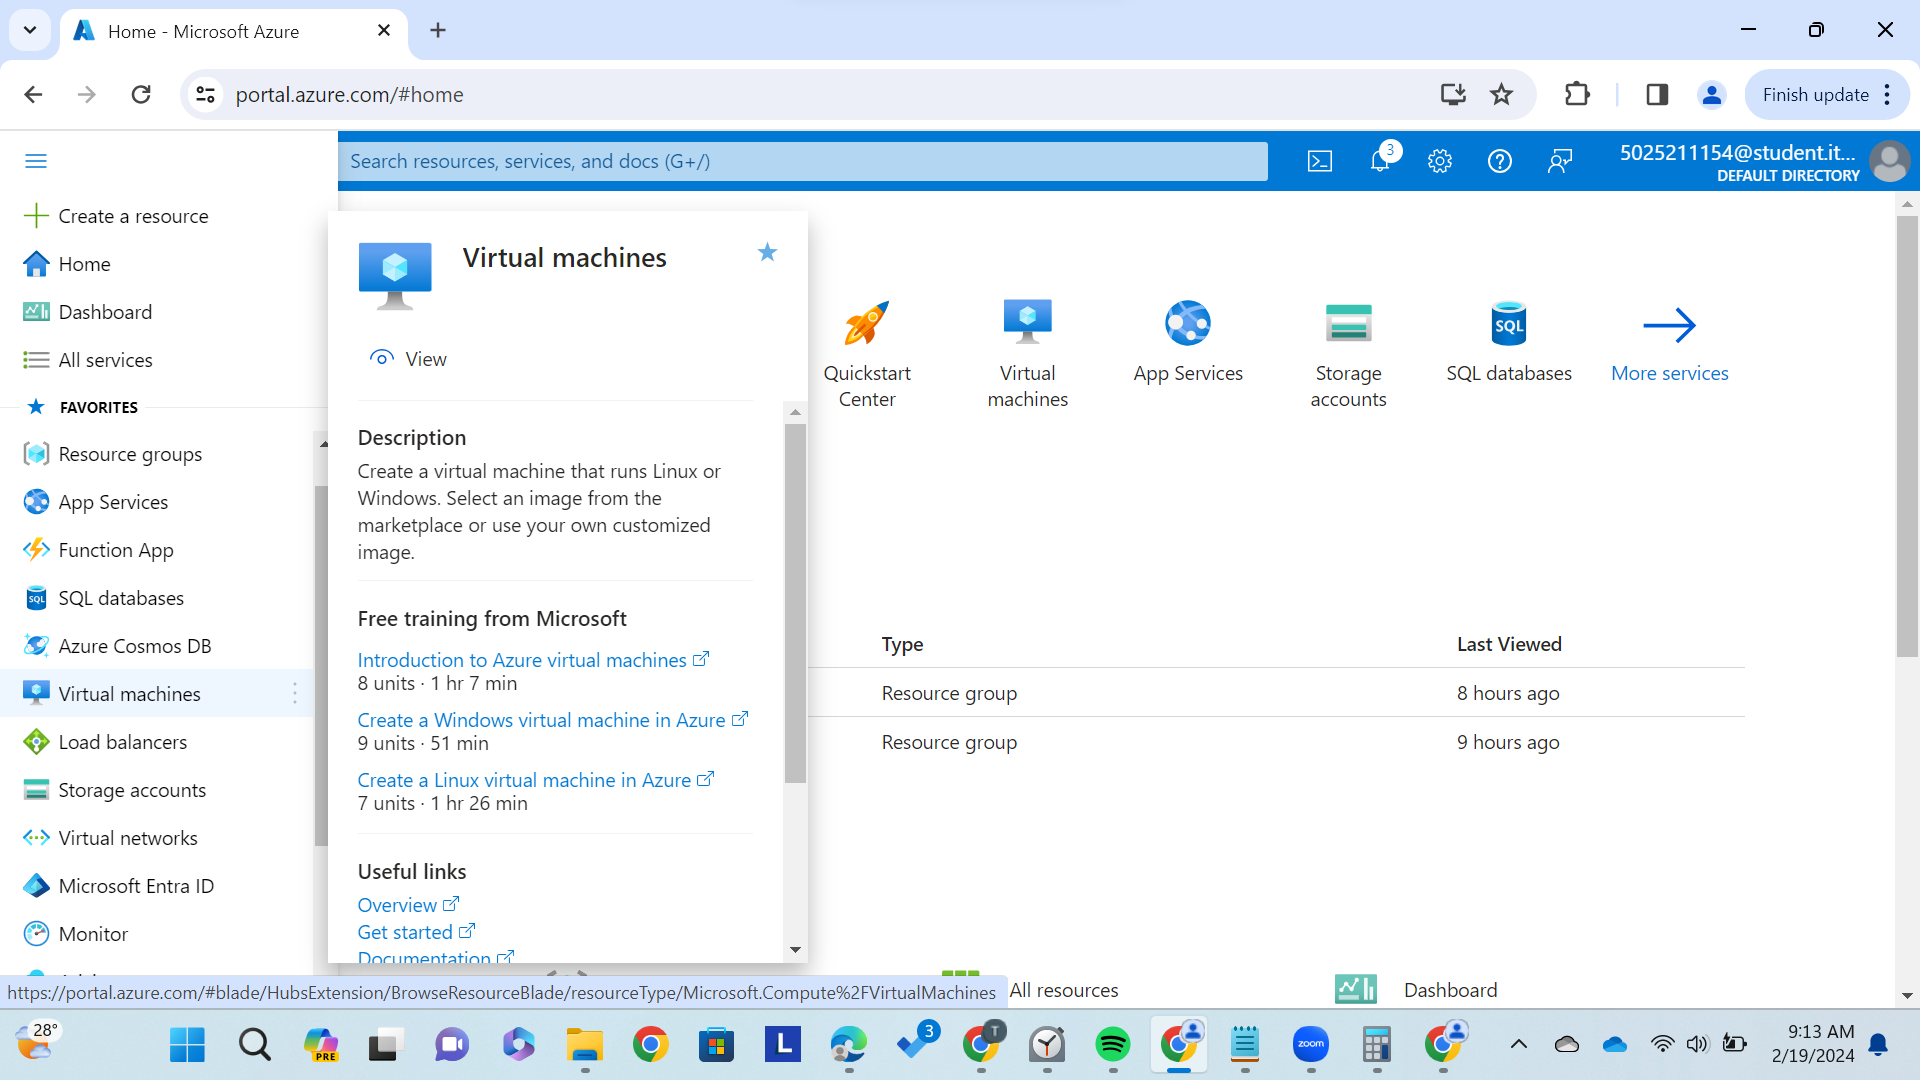 Home - Microsoft Azure
portal.azure.com/#home
Finish update
Search resources, services, and docs (G+/)
3
5025211154@student.it...
DEFAULT DIRECTORY
Create a resource
Home
Dashboard
All services
FAVORITES
Resource groups
App Services
Function App
SQL
SQL databases
Azure Cosmos DB
Virtual machines
Load balancers
Storage accounts
Virtual networks
Microsoft Entra ID
Monitor
Virtual machines
View
Description
Create a virtual machine that runs Linux or
Windows. Select an image from the
marketplace or use your own customized
image.
Free training from Microsoft
Introduction to Azure virtual machines
8 units · 1 hr 7 min
Create a Windows virtual machine in Azure
9 units · 51 min
Create a Linux virtual machine in Azure
7 units · 1 hr 26 min
Useful links
Overview
Get started
Documentation
Quickstart
Center
Virtual
machines
App Services
Storage
accounts
SQL
SQL databases
More services
Type
Last Viewed
Resource group
8 hours ago
Resource group
9 hours ago
All resources
Dashboard
https://portal.azure.com/#blade/HubsExtension/BrowseResourceBlade/resourceType/Microsoft.Compute%2FVirtualMachines
28°
PRE
L
3
T
zoom
9:13 AM
2/19/2024